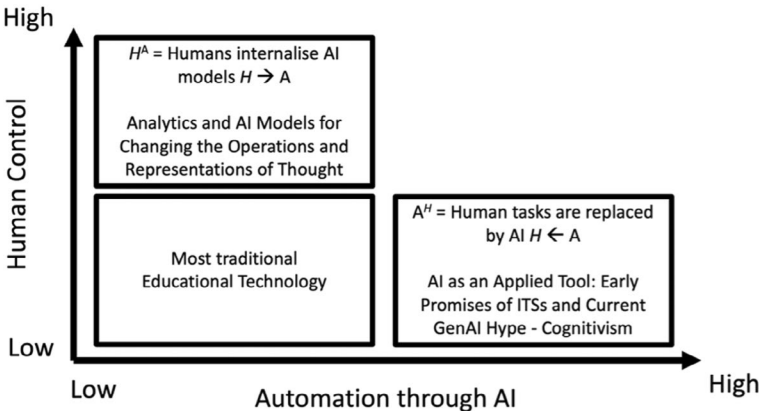 High
Hᴬ = Humans internalise AI
models H → A
Analytics and AI Models for
Changing the Operations and
Representations of Thought
Human Control
Most traditional
Educational Technology
Aᴴ = Human tasks are replaced
by AI H ← A
AI as an Applied Tool: Early
Promises of ITSs and Current
GenAI Hype - Cognitivism
Low
Low
Automation through AI
High